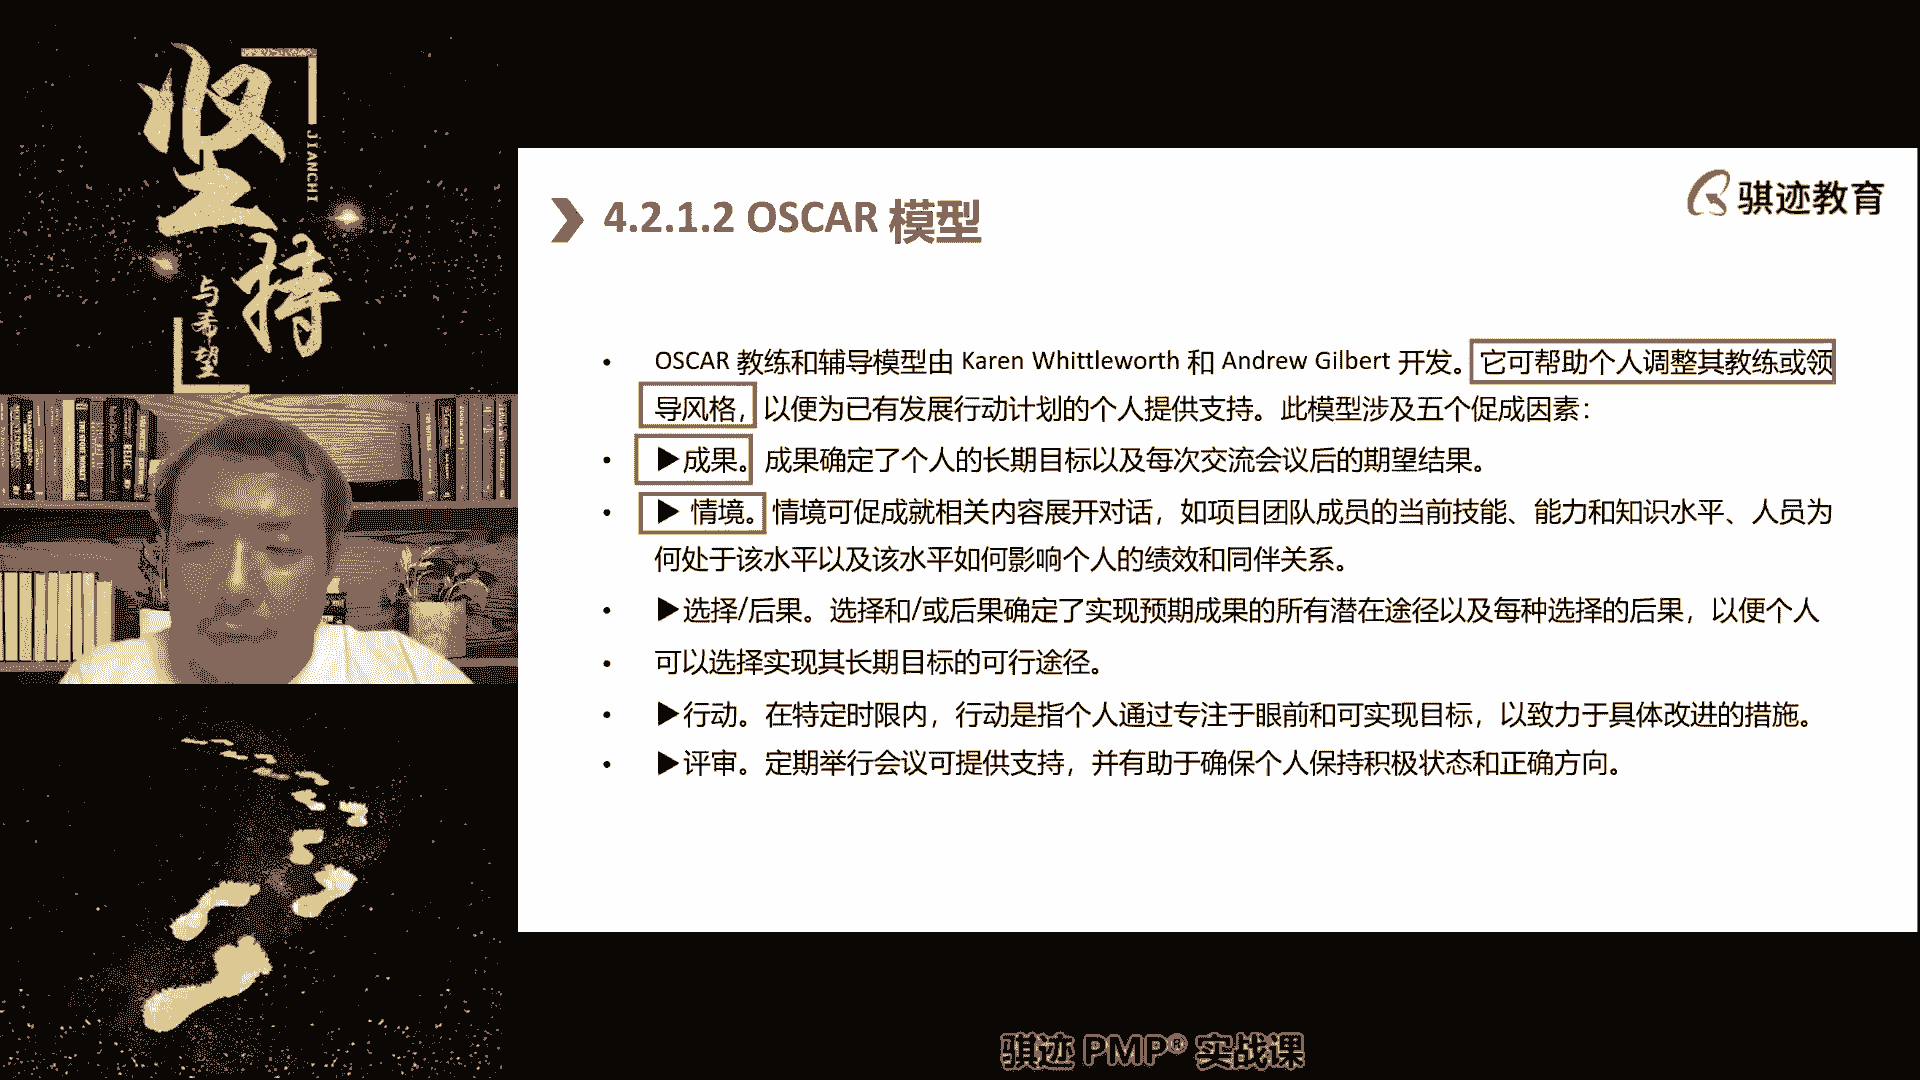 坚持
JIANCHI
与希望
骐迹教育
4.2.1.2 OSCAR 模型
• OSCAR 教练和辅导模型由 Karen Whittleworth 和 Andrew Gilbert 开发。它可帮助个人调整其教练或领
导风格，以便为已有发展行动计划的个人提供支持。此模型涉及五个促成因素：
• ▶成果。成果确定了个人的长期目标以及每次交流会议后的期望结果。
• ▶ 情境。情境可促成就相关内容展开对话，如项目团队成员的当前技能、能力和知识水平、人员为
何处于该水平以及该水平如何影响个人的绩效和同伴关系。
• ▶选择/后果。选择和/或后果确定了实现预期成果的所有潜在途径以及每种选择的后果，以便个人
• 可以选择实现其长期目标的可行途径。
• ▶行动。在特定时限内，行动是指个人通过专注于眼前和可实现目标，以致力于具体改进的措施。
• ▶评审。定期举行会议可提供支持，并有助于确保个人保持积极状态和正确方向。
骐迹 PMP® 实战课